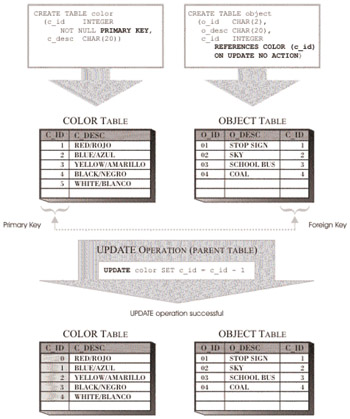 CREATE TABLE color
(c_id INTEGER
NOT NULL PRIMARY KEY,
c_desc CHAR(20))
CREATE TABLE object
(o_id CHAR(2),
o_desc CHAR(20),
c_id INTEGER
REFERENCES COLOR (c_id)
ON UPDATE NO ACTION)
COLOR TABLE
C_ID C_DESC
1 RED/ROJO
2 BLUE/AZUL
3 YELLOW/AMARILLO
4 BLACK/NEGRO
5 WHITE/BLANCO
OBJECT TABLE
O_ID O_DESC C_ID
01 STOP SIGN 1
02 SKY 2
03 SCHOOL BUS 3
04 COAL 4
Primary Key
Foreign Key
UPDATE OPERATION (PARENT TABLE)
UPDATE color SET c_id = c_id - 1
UPDATE operation successful
COLOR TABLE
C_ID C_DESC
0 RED/ROJO
1 BLUE/AZUL
2 YELLOW/AMARILLO
3 BLACK/NEGRO
4 WHITE/BLANCO
OBJECT TABLE
O_ID O_DESC C_ID
01 STOP SIGN 1
02 SKY 2
03 SCHOOL BUS 3
04 COAL 4